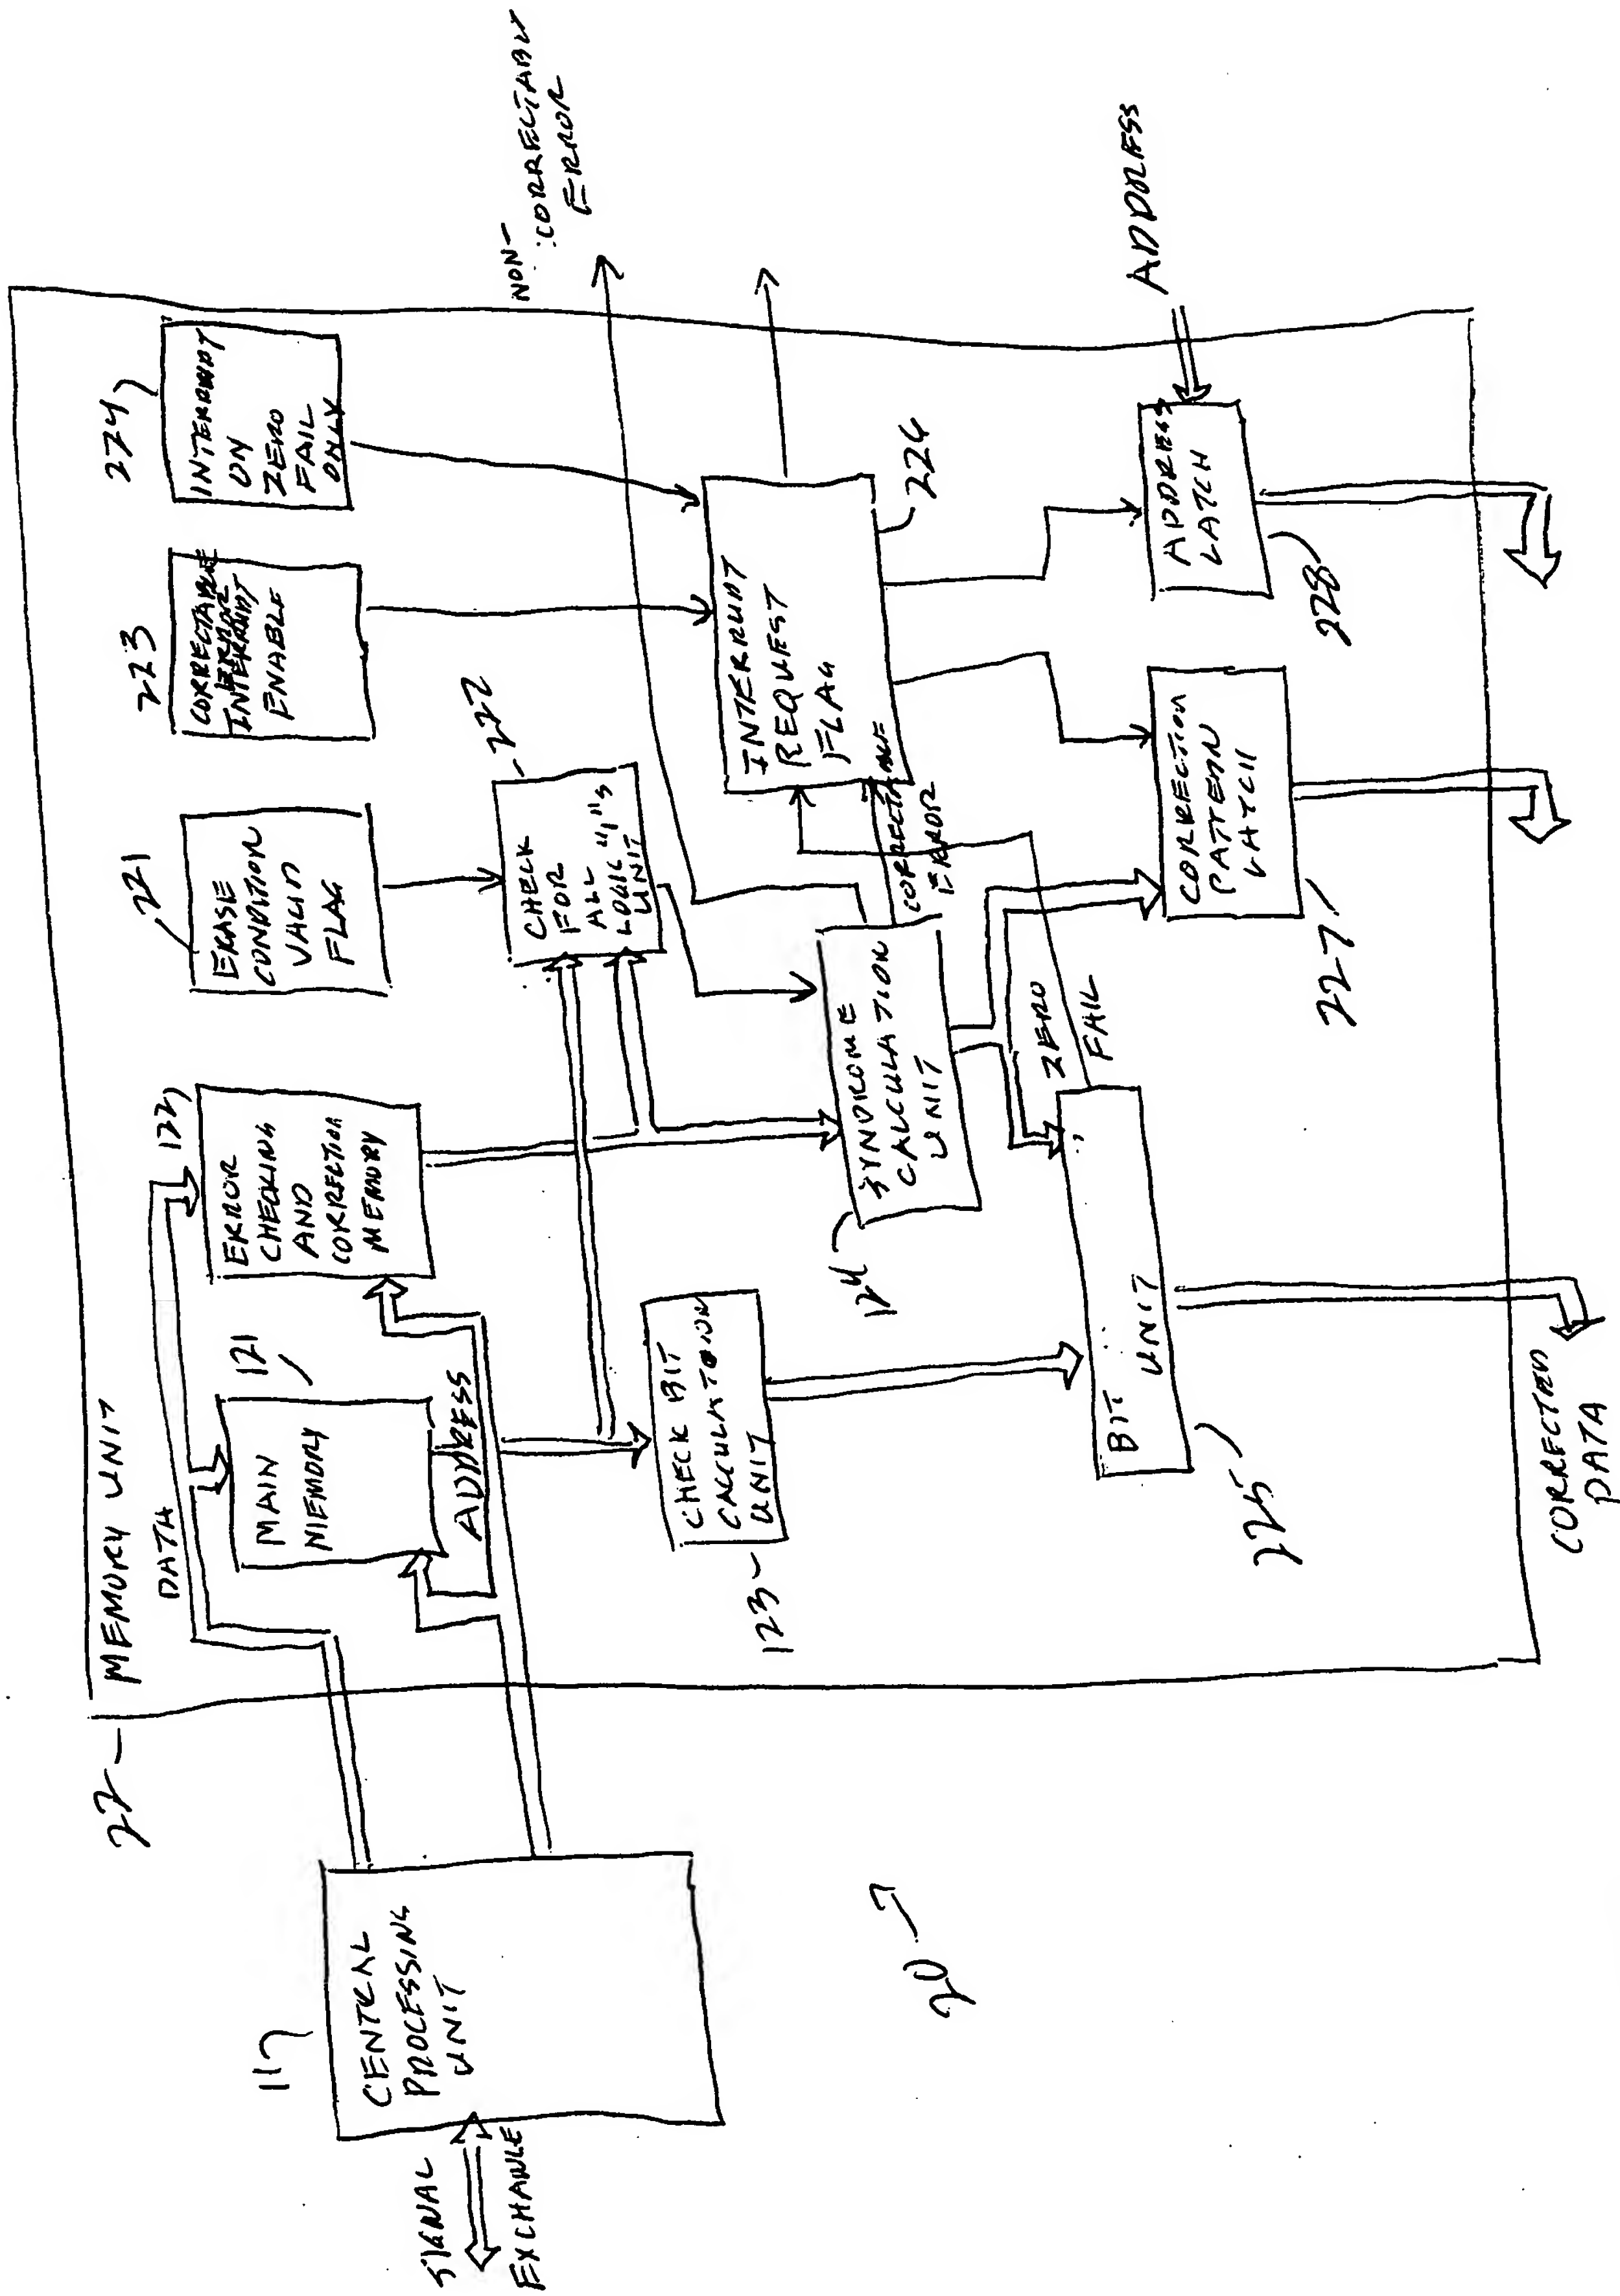 22
MEMORY UNIT
11
CENTRAL
PROCESSING
UNIT
SIGNAL
EXCHANGE
20
DATA
121
MAIN
MEMORY
ADDRESS
122
ERROR
CHECKING
AND
CORRECTION
MEMORY
221
ERASE
CONDITION
VALID
FLAG
223
CORRECTABLE
ERROR
INTERRUPT
ENABLE
224
INTERRUPT
ON
ZERO
FAIL
ONLY
222
CHECK
FOR
ALL
LOGIC "1"s
UNIT
NON-
CORRECTABLE
ERROR
123
CHECK BIT
CALCULATION
UNIT
124
SYNDROME
CALCULATION
UNIT
CORRECTABLE
ERROR
INTERRUPT
REQUEST
FLAG
226
ZERO
FAIL
BIT
UNIT
225
CORRECTED
DATA
CORRECTION
PATTERN
LATCH
227
ADDRESS
LATCH
228
ADDRESS